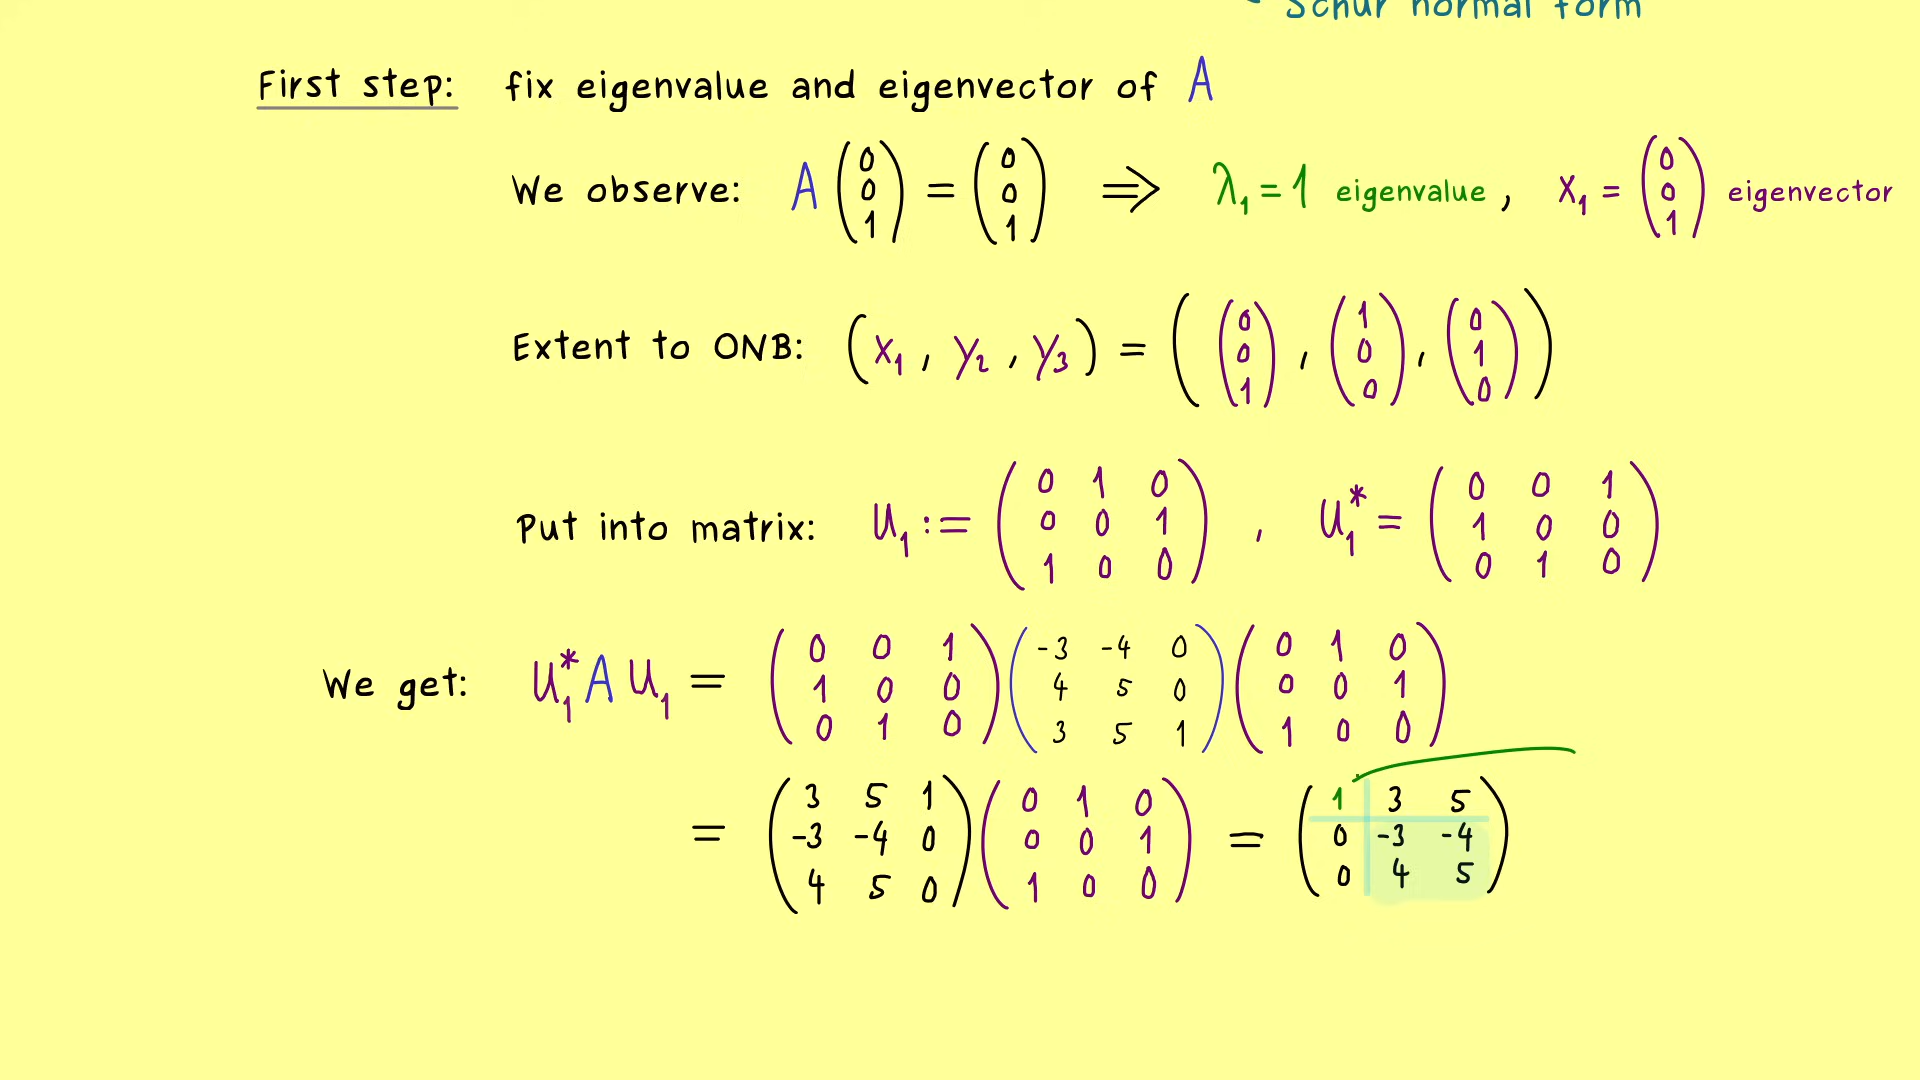 Schur normal form
First step: fix eigenvalue and eigenvector of A
We observe: A (0 0 1) = (0 0 1) ⇒ λ₁ = 1 eigenvalue, x₁ = (0 0 1) eigenvector
Extent to ONB: (x₁, y₂, y₃) = ((0 0 1), (1 0 0), (0 1 0))
Put into matrix: U₁ := (0 1 0; 0 0 1; 1 0 0), U₁* = (0 0 1; 1 0 0; 0 1 0)
We get: U₁* A U₁ = (0 0 1; 1 0 0; 0 1 0) (-3 -4 0; 4 5 0; 3 5 1) (0 1 0; 0 0 1; 1 0 0)
= (3 5 1; -3 -4 0; 4 5 0) (0 1 0; 0 0 1; 1 0 0) = (1 3 5; 0 -3 -4; 0 4 5)